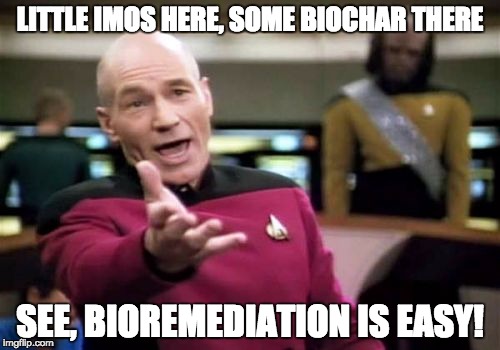 LITTLE IMOS HERE, SOME BIOCHAR THERE
SEE, BIOREMEDIATION IS EASY!
imgflip.com